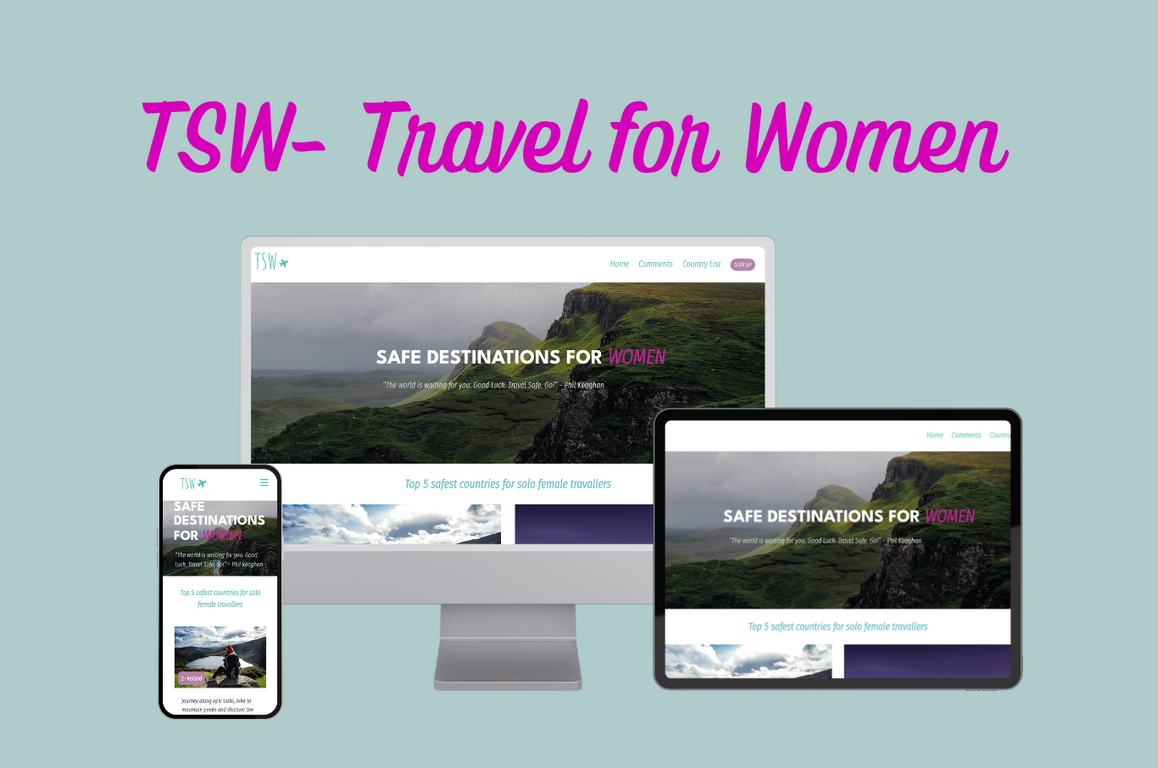 TSW- Travel for Women
TSW
Home Comments Country List SIGN UP
SAFE DESTINATIONS FOR WOMEN
"The world is waiting for you. Good Luck. Travel Safe. Go!" - Phil Keoghan
Top 5 safest countries for solo female travallers
Home Comments Country
SAFE DESTINATIONS FOR WOMEN
"The world is waiting for you. Good Luck. Travel Safe. Go!" - Phil Keoghan
Top 5 safest countries for solo female travallers
TSW
SAFE
DESTINATIONS
FOR WOMEN
"The world is waiting for you. Good
Luck. Travel Safe. Go!" - Phil Keoghan
Top 5 safest countries for solo
female travallers
1- Ireland
Journey along epic trails, hike to
mountain peaks and discover the